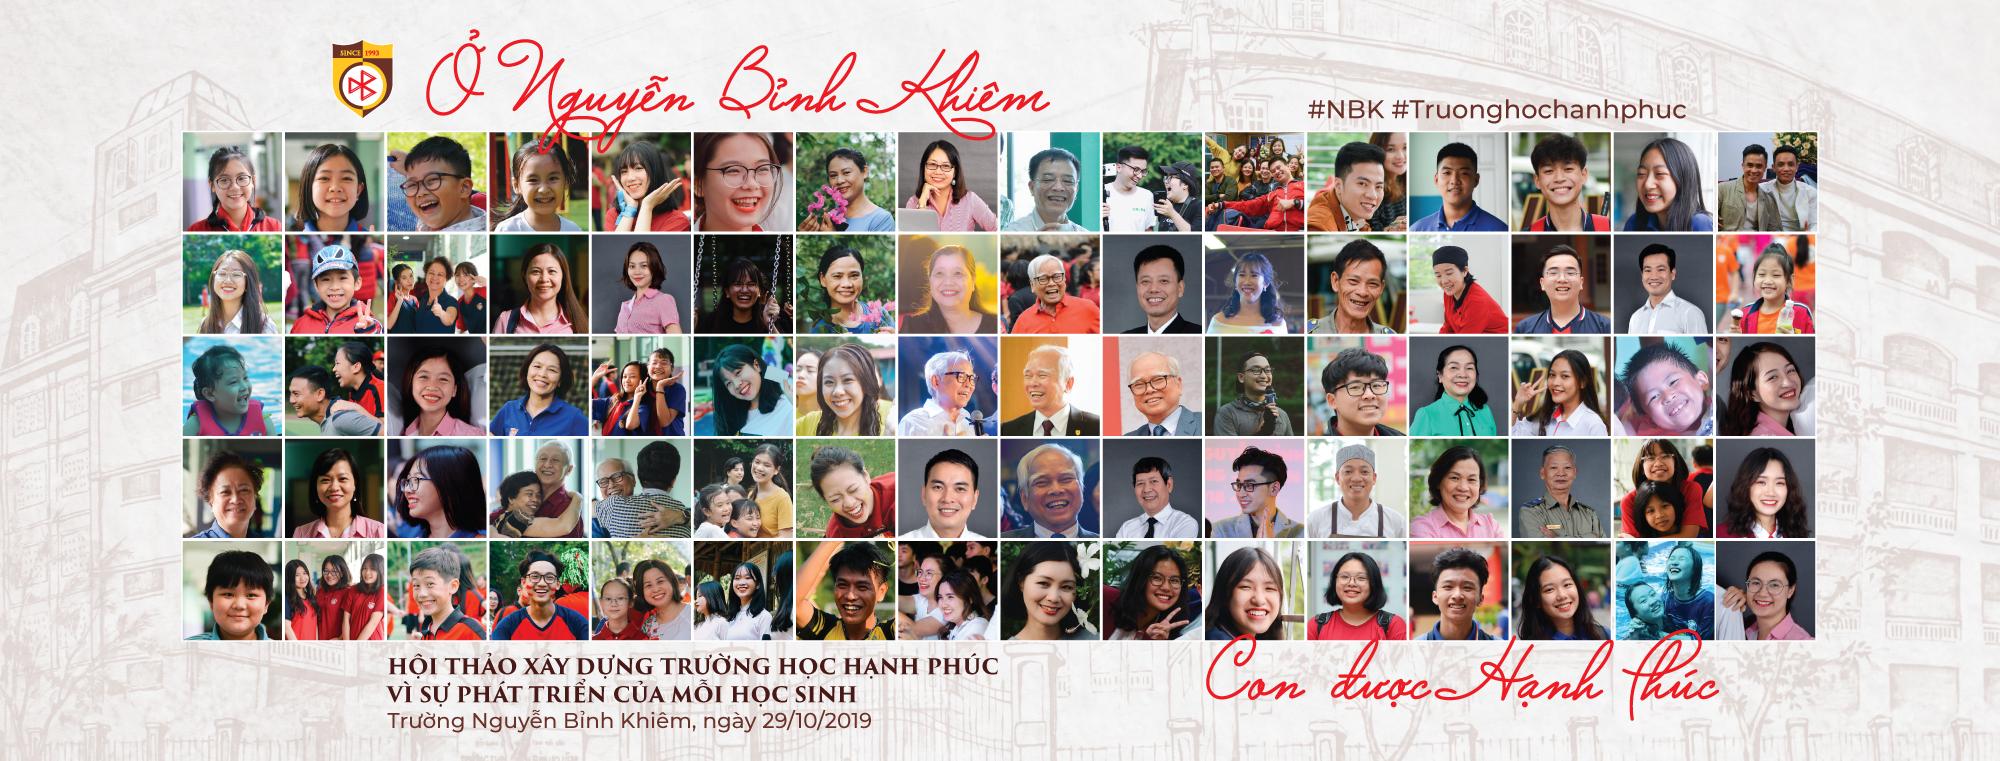 SINCE 1993
Ở Nguyễn Bỉnh Khiêm
#NBK #Truonghochanhphuc
HỘI THẢO XÂY DỰNG TRƯỜNG HỌC HẠNH PHÚC
VÌ SỰ PHÁT TRIỂN CỦA MỖI HỌC SINH
Trường Nguyễn Bỉnh Khiêm, ngày 29/10/2019
Con được Hạnh Phúc